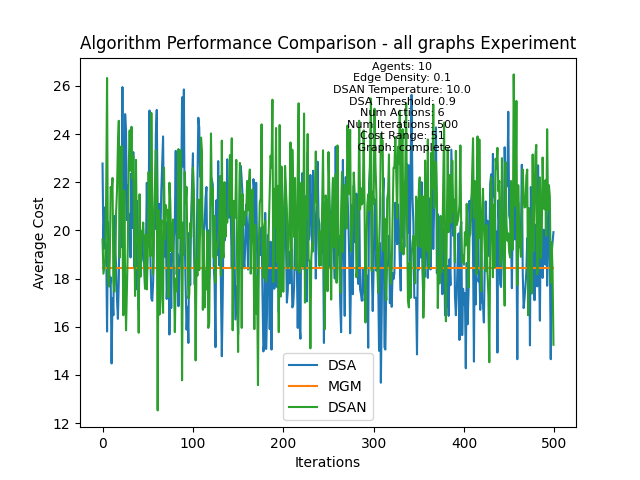 Algorithm Performance Comparison - all graphs Experiment
Agents: 10
Edge Density: 0.1
DSAN Temperature: 10.0
DSA Threshold: 0.9
Num Actions: 6
Num Iterations: 500
Cost Range: 51
Graph: complete
Average Cost
26
24
22
20
18
16
14
12
DSA
MGM
DSAN
0 100 200 300 400 500
Iterations